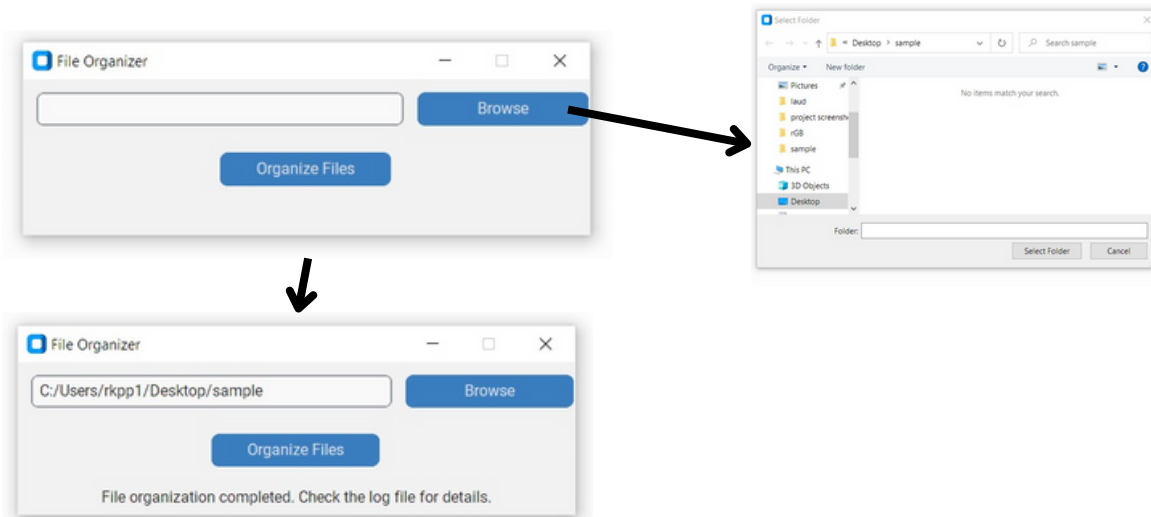 File Organizer
Browse
Organize Files
Select Folder
Desktop > sample
Search sample
Organize
New folder
Pictures
laud
project screensh
rGB
sample
This PC
3D Objects
Desktop
No items match your search.
Folder:
Select Folder
Cancel
File Organizer
C:/Users/rkpp1/Desktop/sample
Browse
Organize Files
File organization completed. Check the log file for details.